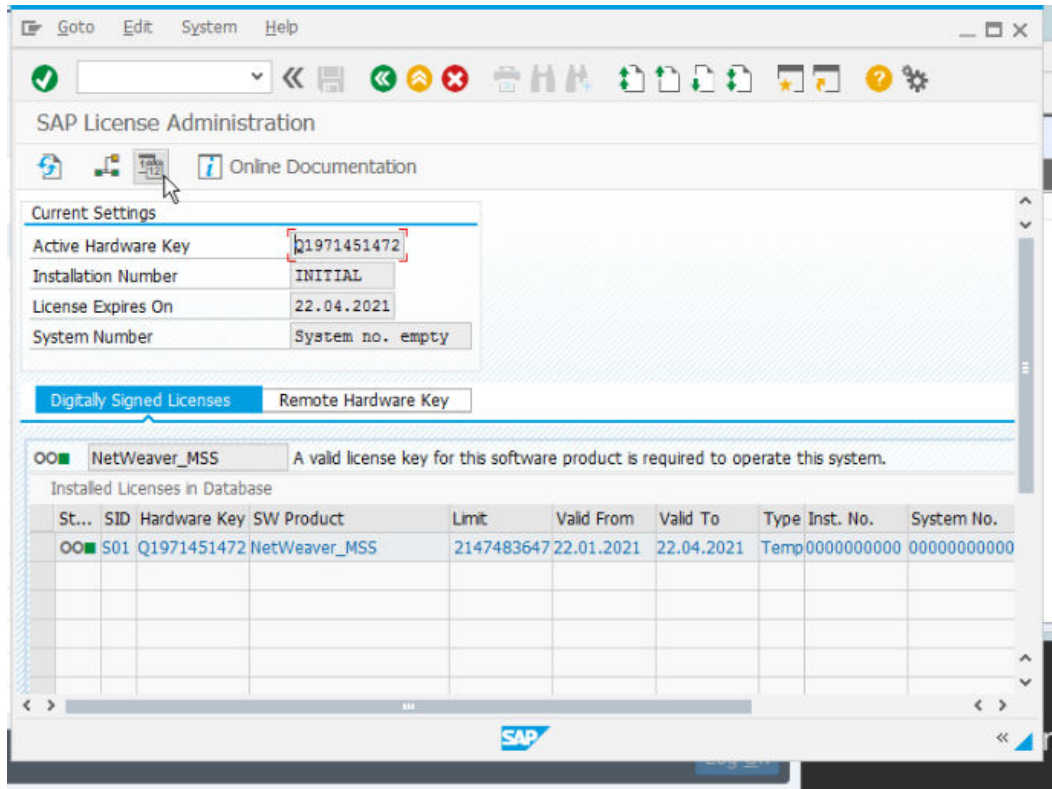 Goto Edit System Help
SAP License Administration
Online Documentation
Current Settings
Active Hardware Key Q1971451472
Installation Number INITIAL
License Expires On 22.04.2021
System Number System no. empty
Digitally Signed Licenses Remote Hardware Key
NetWeaver_MSS A valid license key for this software product is required to operate this system.
Installed Licenses in Database
St... SID Hardware Key SW Product Limit Valid From Valid To Type Inst. No. System No.
S01 Q1971451472 NetWeaver_MSS 2147483647 22.01.2021 22.04.2021 Temp 0000000000 00000000000
SAP